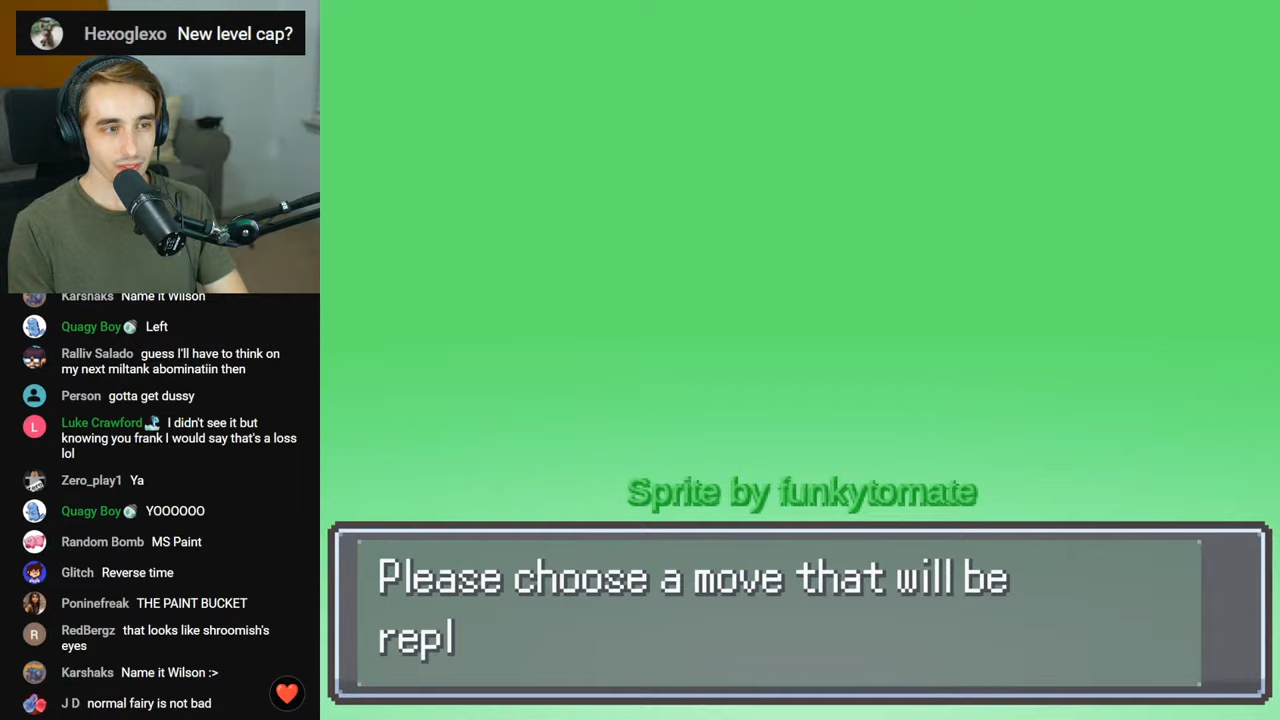 Hexoglexo New level cap?
Karshaks Name it Wilson
Quagy Boy Left
Ralliv Salado guess I'll have to think on
my next miltank abominatiin then
Person gotta get dussy
Luke Crawford I didn't see it but
knowing you frank I would say that's a loss
lol
Zero_play1 Ya
Quagy Boy YOOOOOO
Random Bomb MS Paint
Glitch Reverse time
Poninefreak THE PAINT BUCKET
RedBergz that looks like shroomish's
eyes
Karshaks Name it Wilson :>
J D normal fairy is not bad
Sprite by funkytomate
Please choose a move that will be
repl